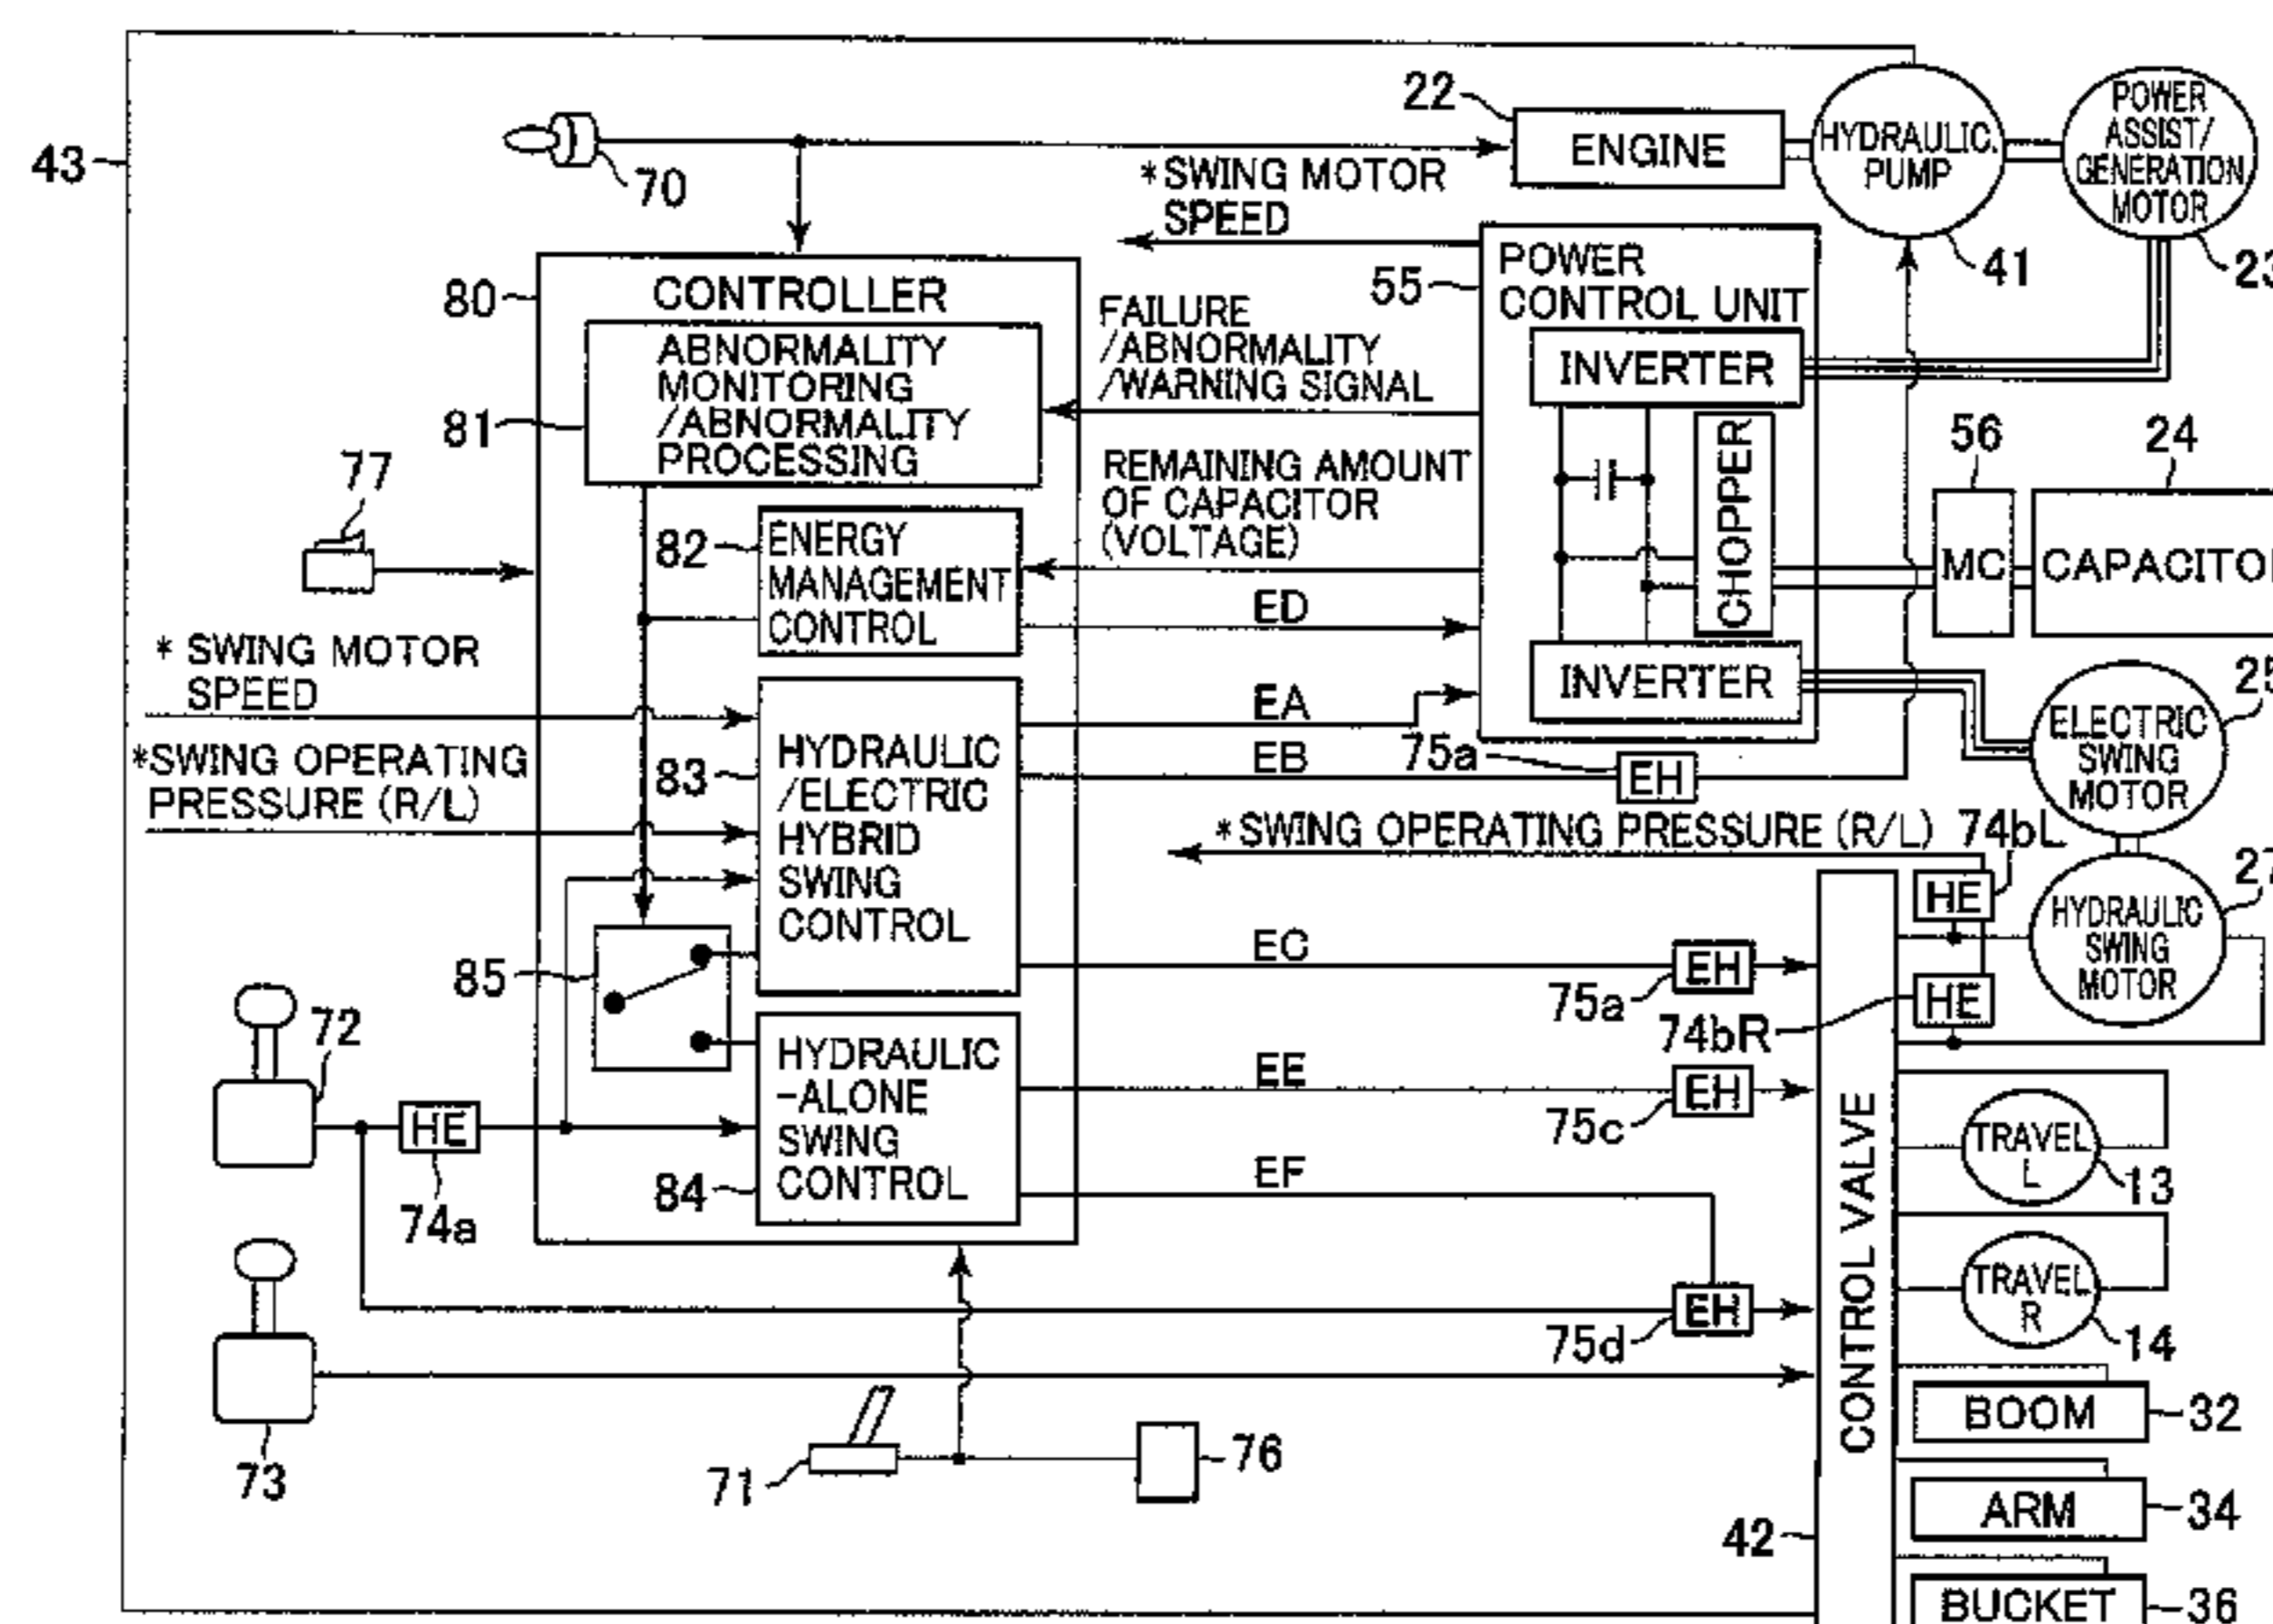 43
70
22
ENGINE
HYDRAULIC.
PUMP
41
POWER
ASSIST/
GENERATION
MOTOR
23
*SWING MOTOR
SPEED
80
CONTROLLER
81
ABNORMALITY
MONITORING
/ABNORMALITY
PROCESSING
FAILURE
/ABNORMALITY
/WARNING SIGNAL
55
POWER
CONTROL UNIT
INVERTER
CHOPPER
INVERTER
56
MC
24
CAPACITO
77
82
ENERGY
MANAGEMENT
CONTROL
REMAINING AMOUNT
OF CAPACITOR
(VOLTAGE)
ED
* SWING MOTOR
SPEED
*SWING OPERATING
PRESSURE (R/L)
83
HYDRAULIC
/ELECTRIC
HYBRID
SWING
CONTROL
EA
EB
75a
EH
25
ELECTRIC
SWING
MOTOR
*SWING OPERATING PRESSURE (R/L)
74bL
HE
27
HYDRAULIC
SWING
MOTOR
85
EC
EH
75a
74bR
HE
72
HE
74a
84
HYDRAULIC
-ALONE
SWING
CONTROL
EE
EH
75c
EF
EH
75d
CONTROL VALVE
42
TRAVEL
L
13
TRAVEL
R
14
73
71
76
BOOM
32
ARM
34
BUCKET
36